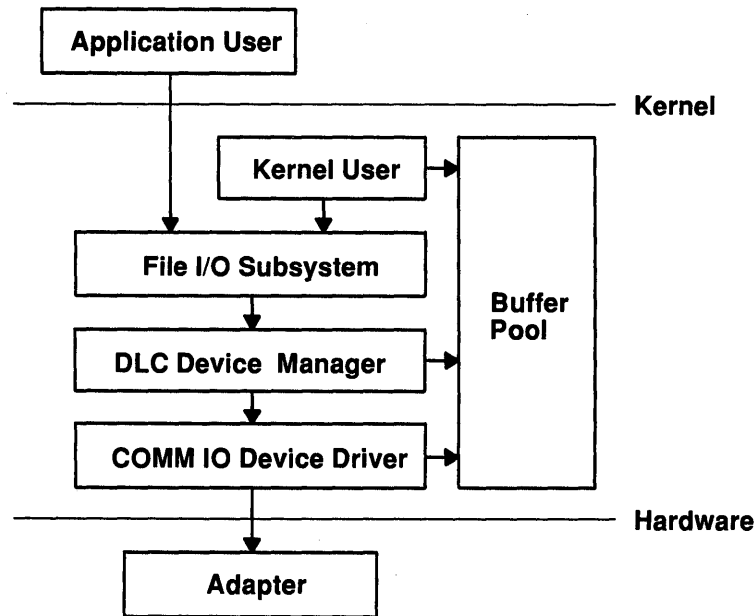 Application User
Kernel
Kernel User
File I/O Subsystem
Buffer
Pool
DLC Device Manager
COMM IO Device Driver
Hardware
Adapter